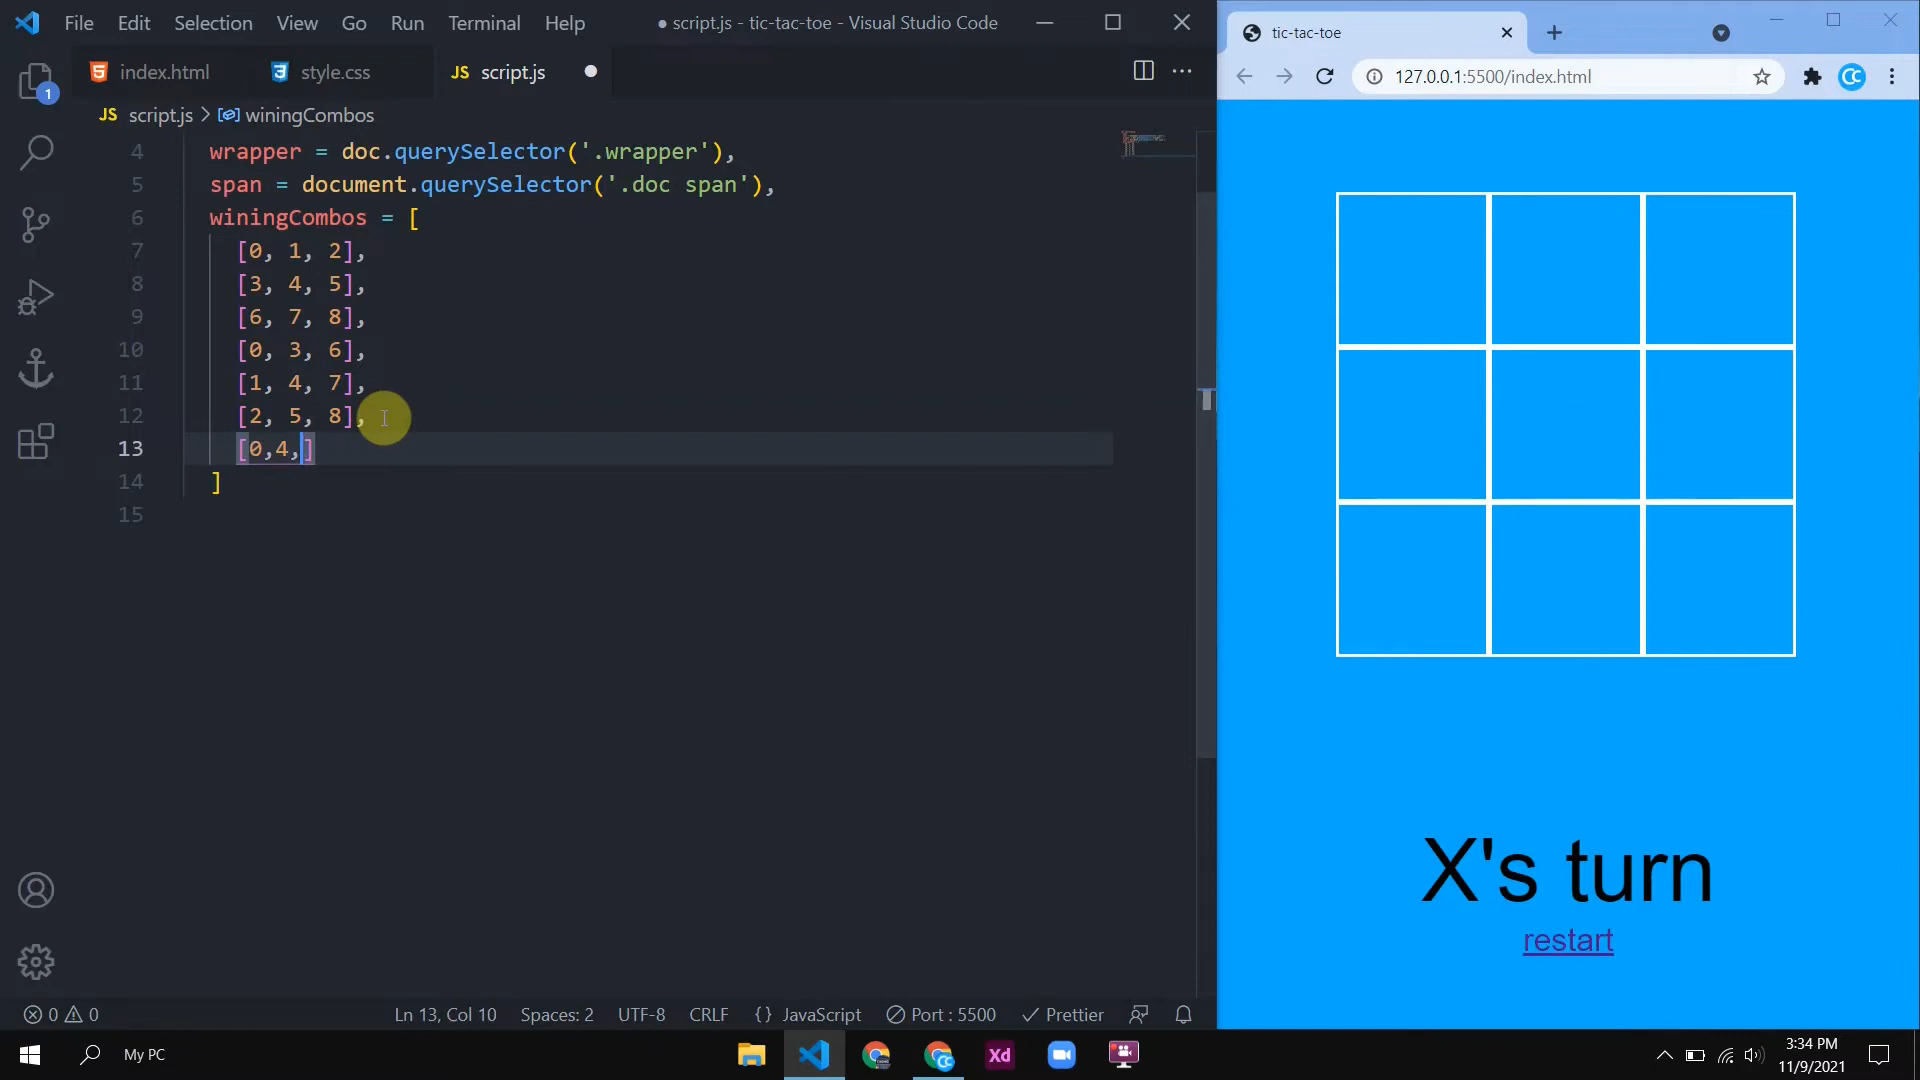 File Edit Selection View Go Run Terminal Help ● script.js - tic-tac-toe - Visual Studio Code
index.html style.css JS script.js
JS script.js > winingCombos
4 wrapper = doc.querySelector('.wrapper'),
5 span = document.querySelector('.doc span'),
6 winingCombos = [
7 [0, 1, 2],
8 [3, 4, 5],
9 [6, 7, 8],
10 [0, 3, 6],
11 [1, 4, 7],
12 [2, 5, 8],
13 [0,4,]
14 ]
15
1
0 0 Ln 13, Col 10 Spaces: 2 UTF-8 CRLF {} JavaScript Port : 5500 Prettier
tic-tac-toe
127.0.0.1:5500/index.html
CC
X's turn
restart
My PC
Xd
3:34 PM
11/9/2021